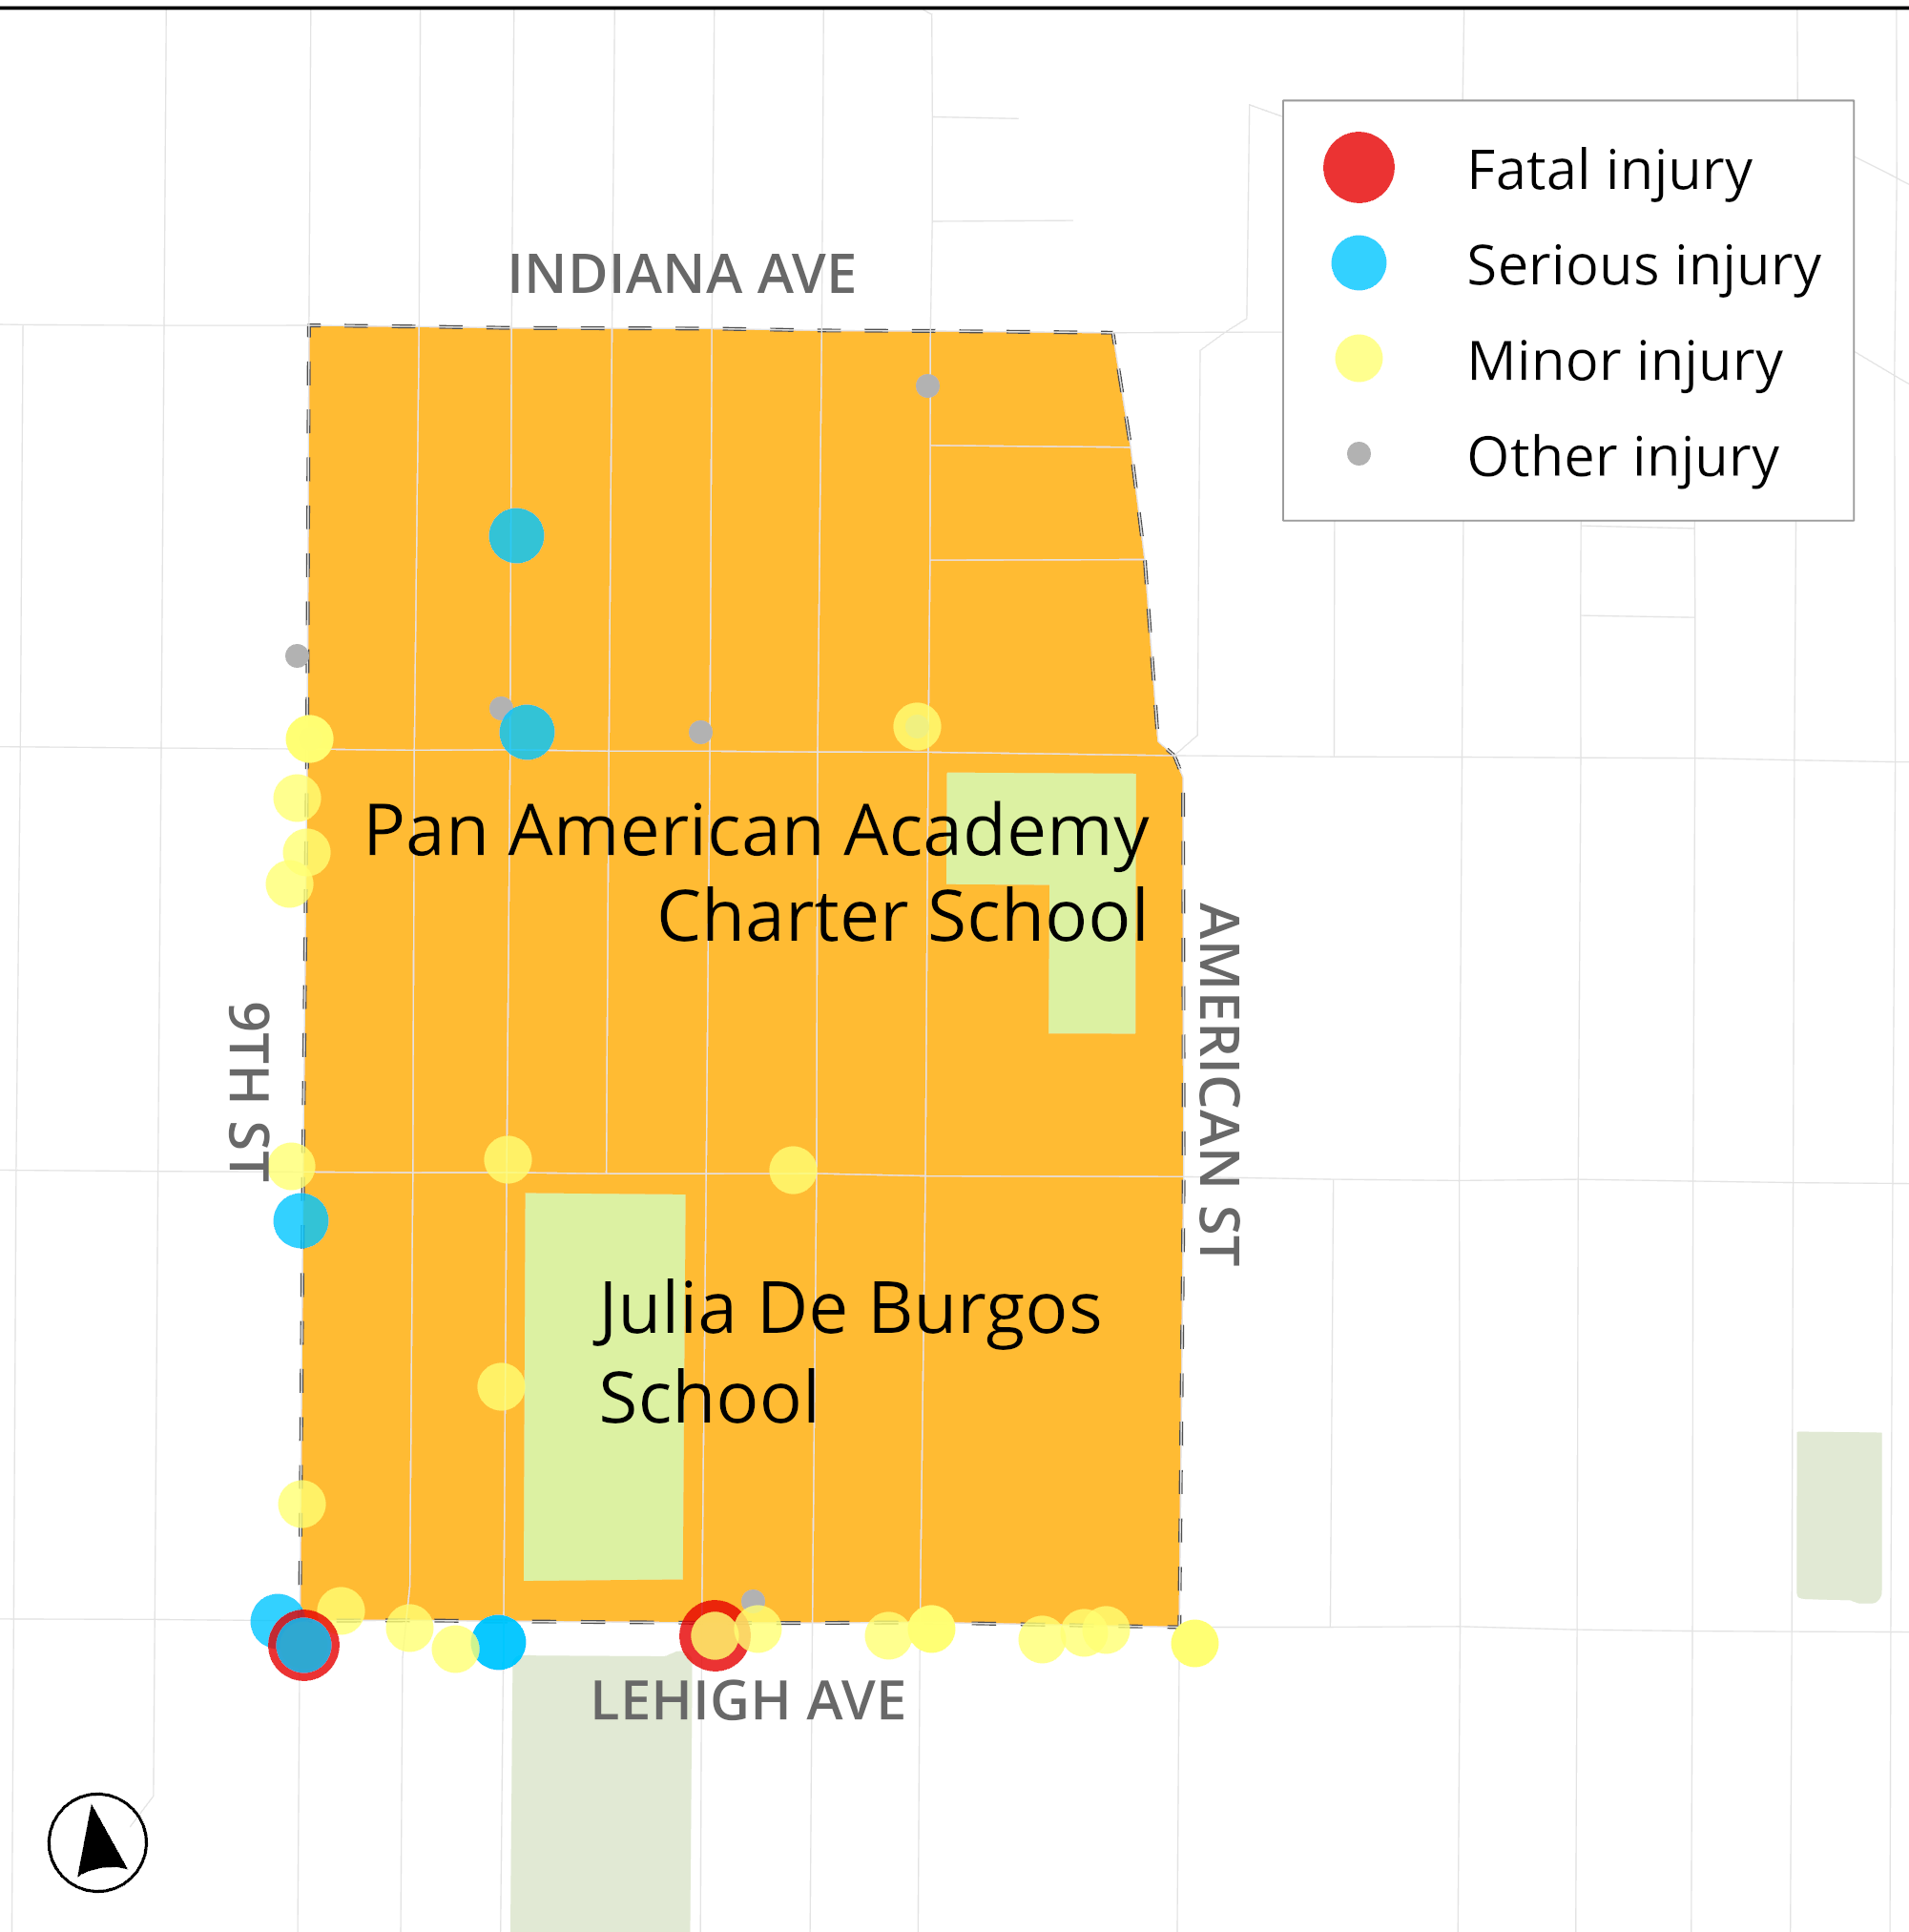 Fatal injury
Serious injury
Minor injury
Other injury
INDIANA AVE
Pan American Academy
Charter School
9TH ST
AMERICAN ST
Julia De Burgos
School
LEHIGH AVE